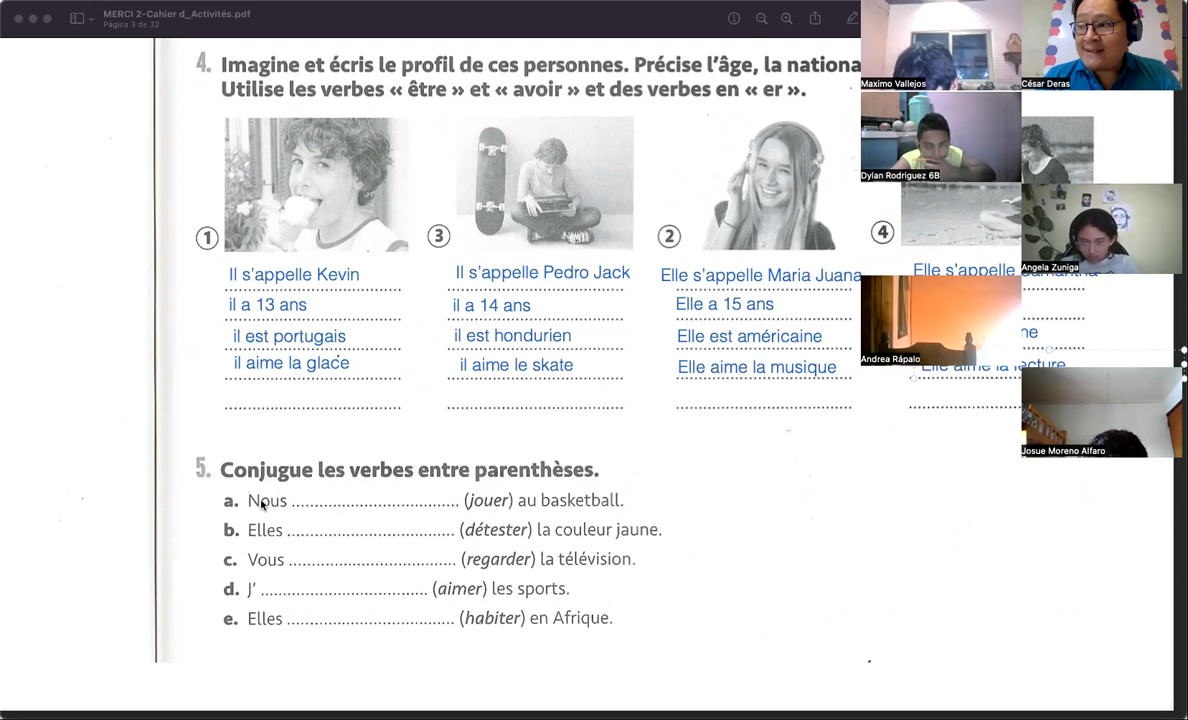 MERCI 2-Cahier d_Activités.pdf
Página 3 de 32
4. Imagine et écris le profil de ces personnes. Précise l'âge, la nationa
Utilise les verbes « être » et « avoir » et des verbes en « er ».
1
Il s'appelle Kevin
il a 13 ans
il est portugais
il aime la glace
3
Il s'appelle Pedro Jack
il a 14 ans
il est hondurien
il aime le skate
2
Elle s'appelle Maria Juana
Elle a 15 ans
Elle est américaine
Elle aime la musique
4
Elle s'appelle
ne
Elle aime la lecture
5. Conjugue les verbes entre parenthèses.
a. Nous .................................. (jouer) au basketball.
b. Elles .................................. (détester) la couleur jaune.
c. Vous .................................. (regarder) la télévision.
d. J' .................................. (aimer) les sports.
e. Elles .................................. (habiter) en Afrique.
Maximo Vallejos
César Deras
Dylan Rodriguez 6B
Angela Zuniga
Andrea Rápalo
Josue Moreno Alfaro